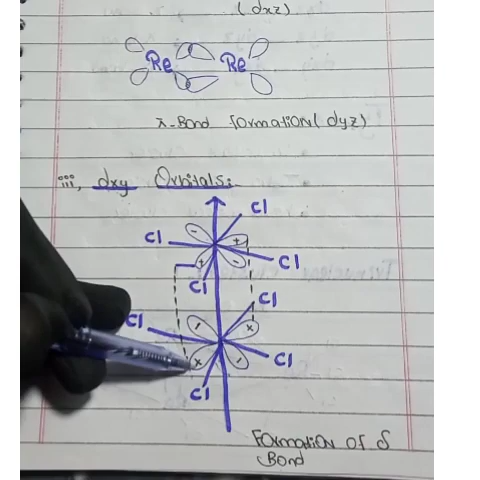 (dxz)
Re Re
π-Bond formation(dyz)
iii, dxy Orbitals:-
Cl
- +
Cl
+ - Cl
Cl
Cl
Cl
- +
+ - Cl
Cl
Formation of δ
Bond